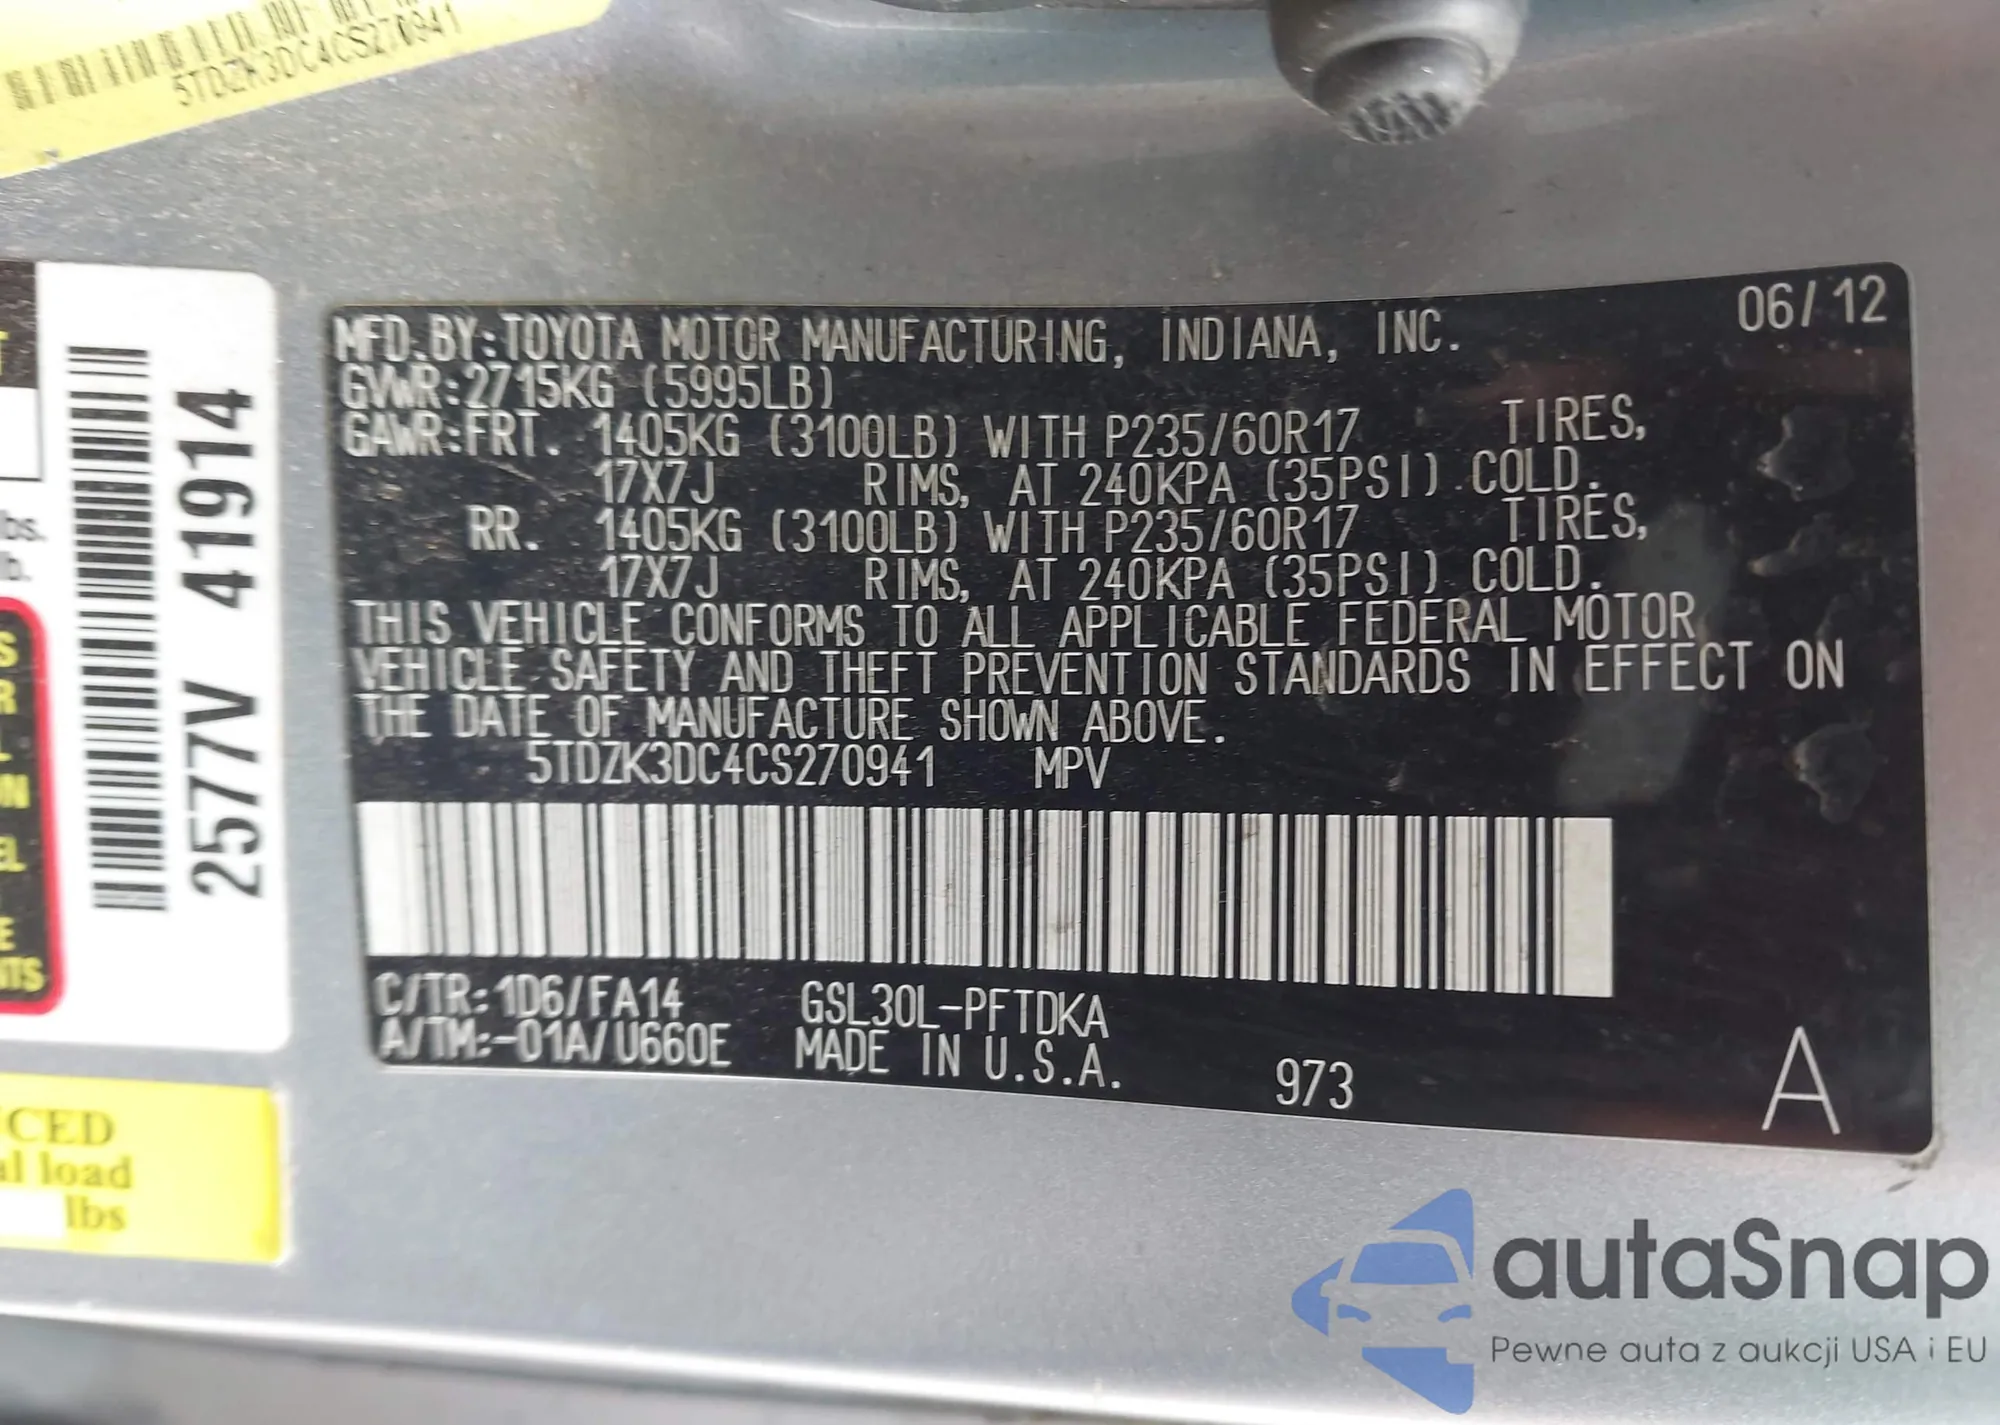 5TDZK3DC4CS270941
2577V 41914
MFD.BY:TOYOTA MOTOR MANUFACTURING, INDIANA, INC. 06/12
GVWR:2715KG (5995LB)
GAWR:FRT. 1405KG (3100LB) WITH P235/60R17 TIRES,
17X7J RIMS, AT 240KPA (35PSI) COLD.
RR. 1405KG (3100LB) WITH P235/60R17 TIRES,
17X7J RIMS, AT 240KPA (35PSI) COLD.
THIS VEHICLE CONFORMS TO ALL APPLICABLE FEDERAL MOTOR
VEHICLE SAFETY AND THEFT PREVENTION STANDARDS IN EFFECT ON
THE DATE OF MANUFACTURE SHOWN ABOVE.
5TDZK3DC4CS270941 MPV
C/TR:1D6/FA14 GSL30L-PFTDKA
A/TM:-01A/U660E MADE IN U.S.A. 973 A
load
lbs
autaSnap
Pewne auta z aukcji USA i EU